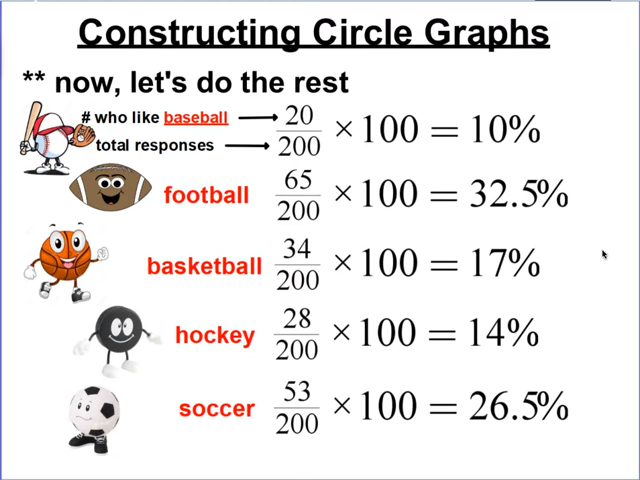 Constructing Circle Graphs
** now, let's do the rest
# who like baseball 20/200 × 100 = 10%
total responses
football 65/200 × 100 = 32.5%
basketball 34/200 × 100 = 17%
hockey 28/200 × 100 = 14%
soccer 53/200 × 100 = 26.5%